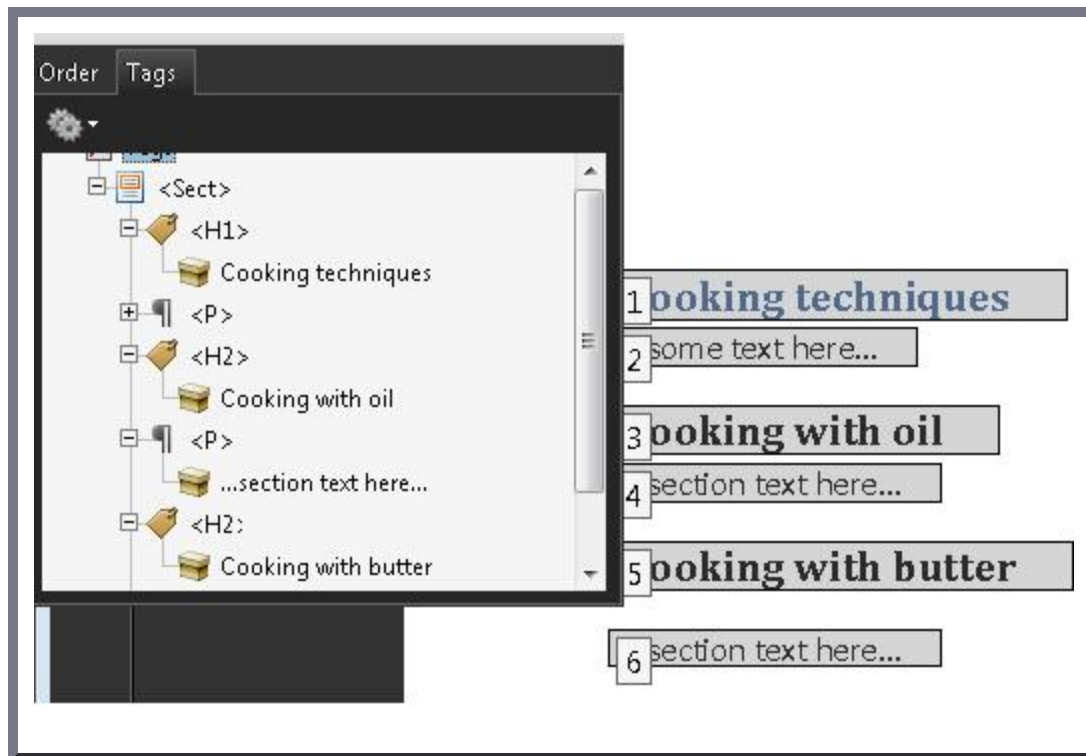 Order Tags
<Sect>
<H1>
Cooking techniques
<P>
<H2>
Cooking with oil
<P>
...section text here...
<H2>
Cooking with butter
1 ooking techniques
2 some text here...
3 ooking with oil
4 section text here...
5 ooking with butter
6 section text here...